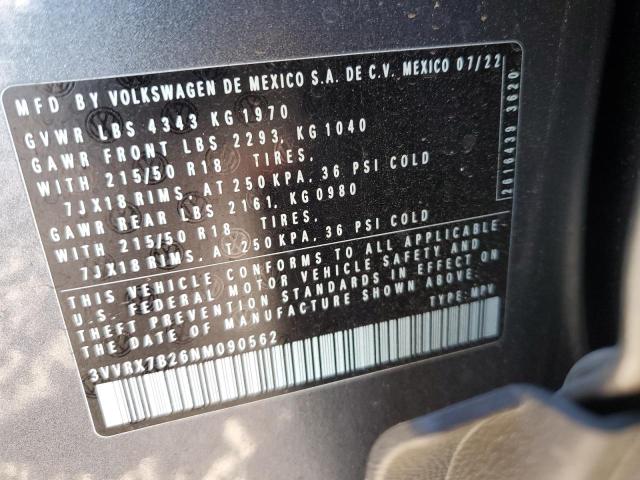 MFD BY VOLKSWAGEN DE MEXICO S.A. DE C.V. MEXICO 07/22
GVWR LBS 4343 KG 1970
GAWR FRONT LBS 2293, KG 1040
WITH 215/50 R18 TIRES,
7JX18 RIMS, AT 250 KPA, 36 PSI COLD
GAWR REAR LBS 2161, KG 0980
WITH 215/50 R18 TIRES,
7JX18 RIMS, AT 250 KPA, 36 PSI COLD
THIS VEHICLE CONFORMS TO ALL APPLICABLE
U.S. FEDERAL MOTOR VEHICLE SAFETY AND
THEFT PREVENTION STANDARDS IN EFFECT ON
THE DATE OF MANUFACTURE SHOWN ABOVE.
3VVRX7B26NM090562 TYPE: MPV
2018439 3620